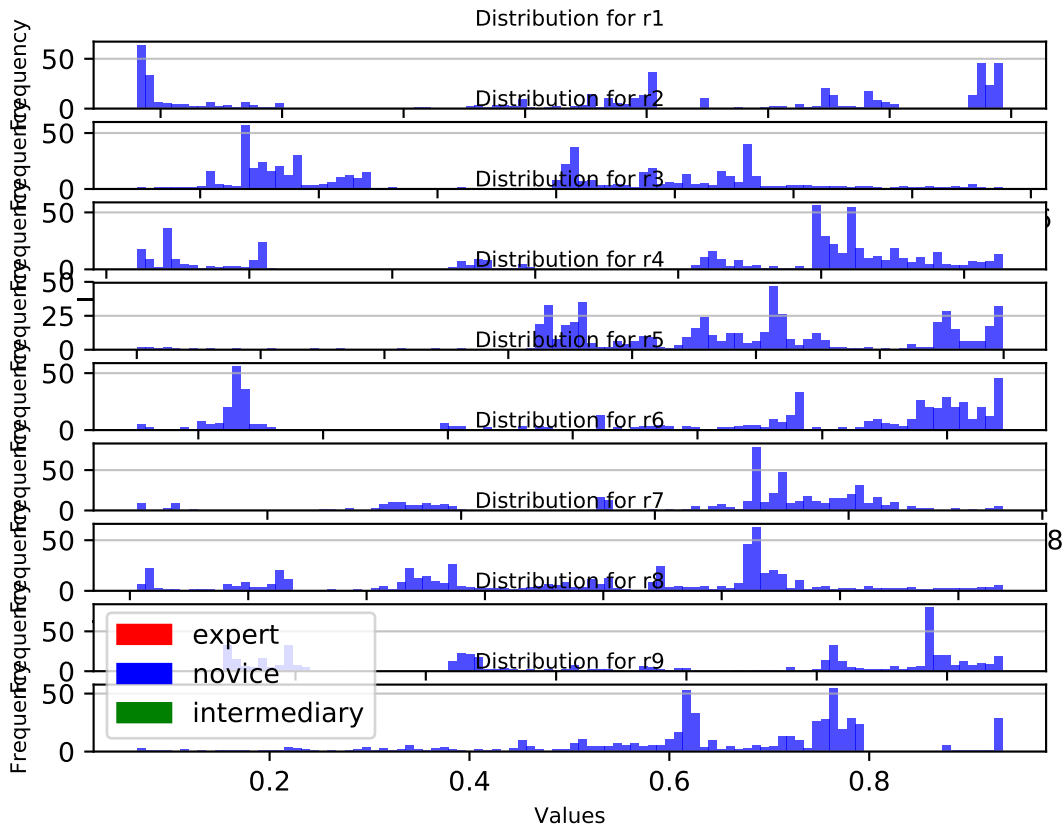 Distribution for r1
Frequency
50
0
Distribution for r2
Frequency
50
0
Distribution for r3
Frequency
50
0
Distribution for r4
Frequency
50
25
0
Distribution for r5
Frequency
50
0
Distribution for r6
Frequency
50
0
Distribution for r7
Frequency
50
0
8
Distribution for r8
Frequency
50
0
Distribution for r9
Frequency
50
0
expert
novice
intermediary
0.2 0.4 0.6 0.8
Values